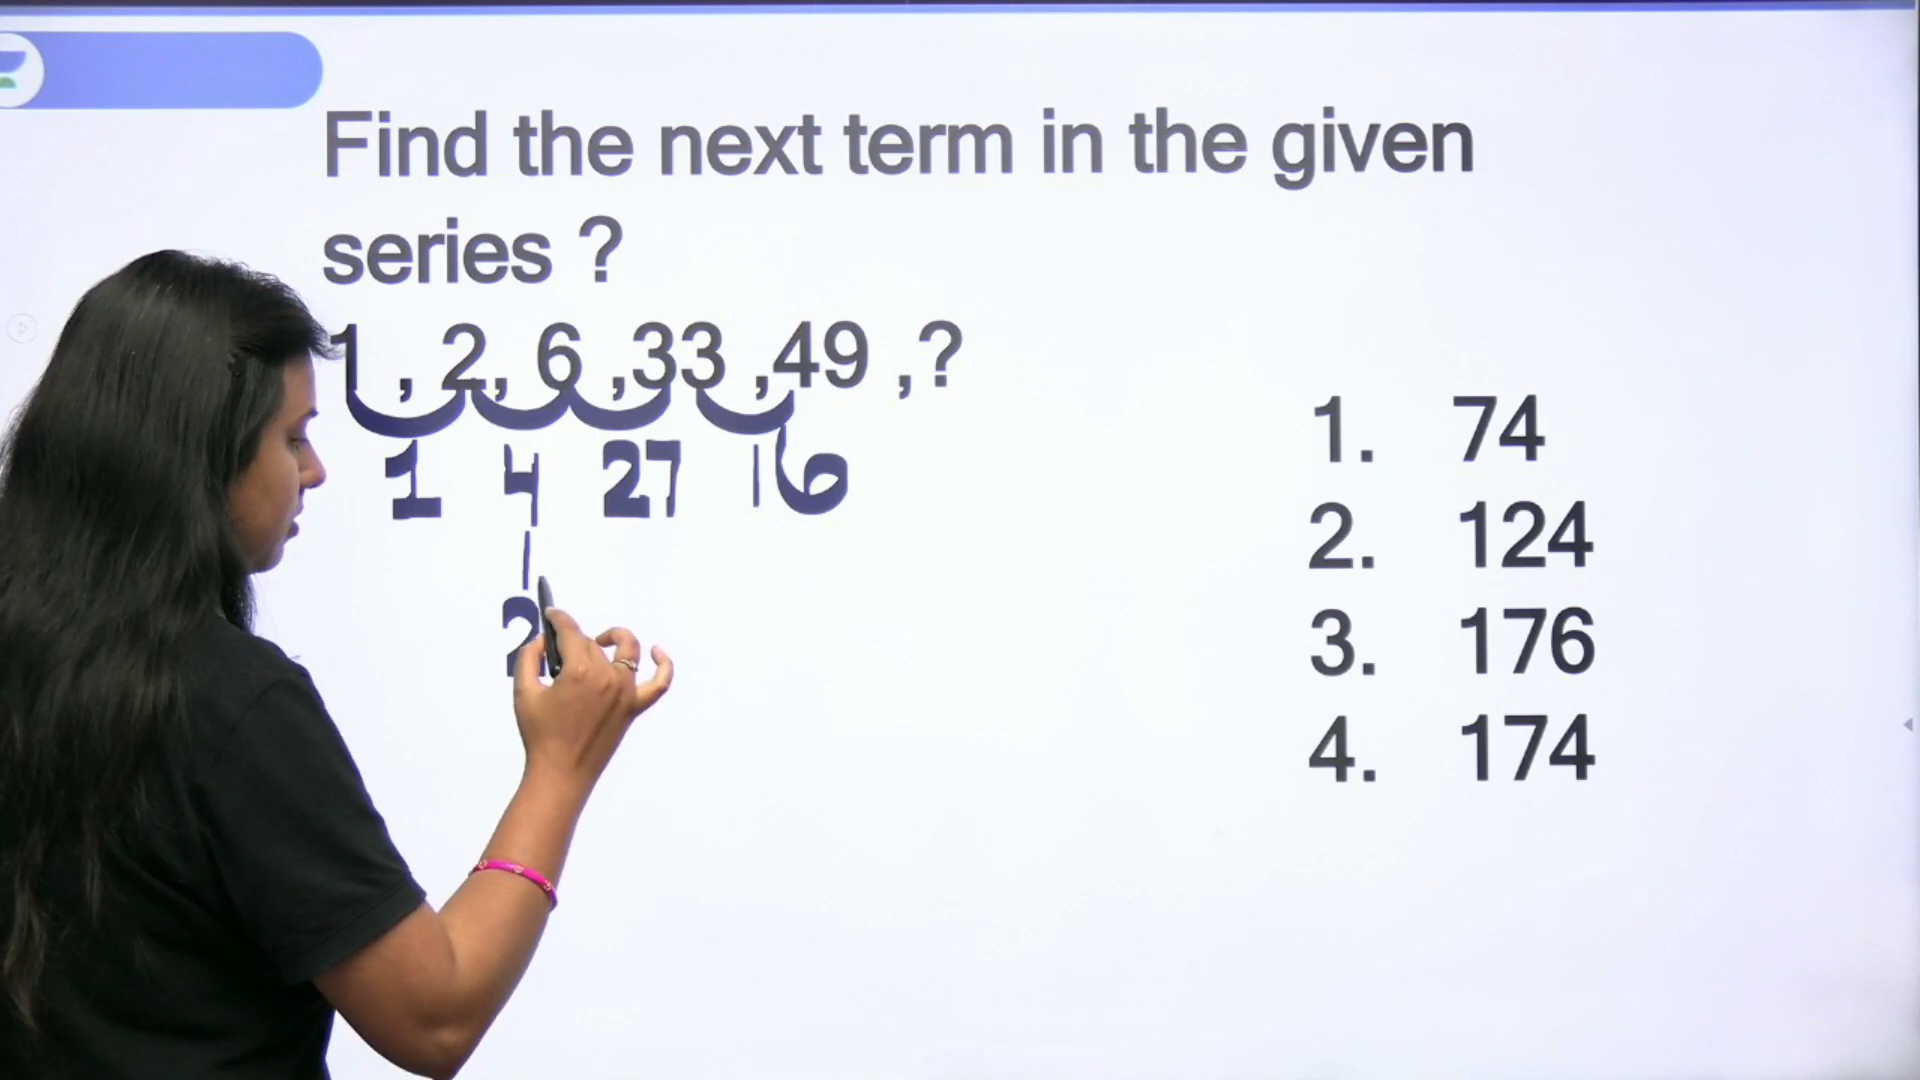 Find the next term in the given
series ?
1 , 2, 6 ,33 ,49 ,?
1 4 27 16
2
1. 74
2. 124
3. 176
4. 174